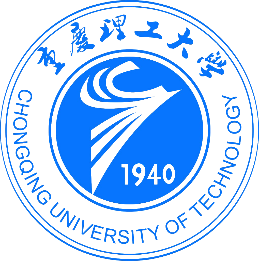 重庆理工大学
1940
CHONGQING UNIVERSITY OF TECHNOLOGY